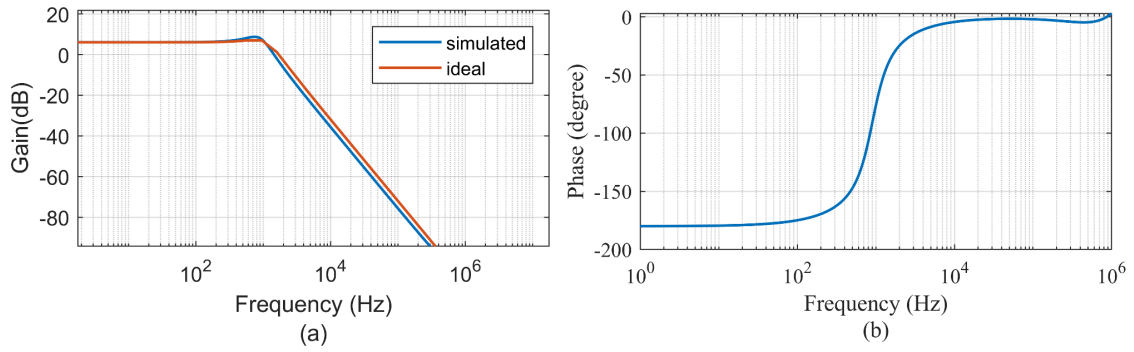 20
0
-20
-40
-60
-80
Gain(dB)
simulated
ideal
10^2
10^4
10^6
Frequency (Hz)
(a)
0
-50
-100
-150
-200
Phase (degree)
10^0
10^2
10^4
10^6
Frequency (Hz)
(b)